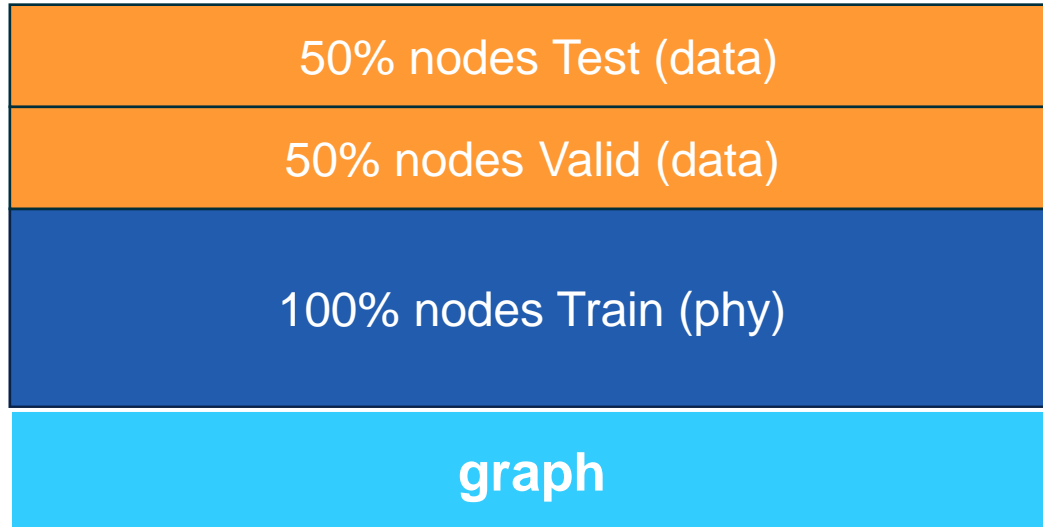 50% nodes Test (data)
50% nodes Valid (data)
100% nodes Train (phy)
graph